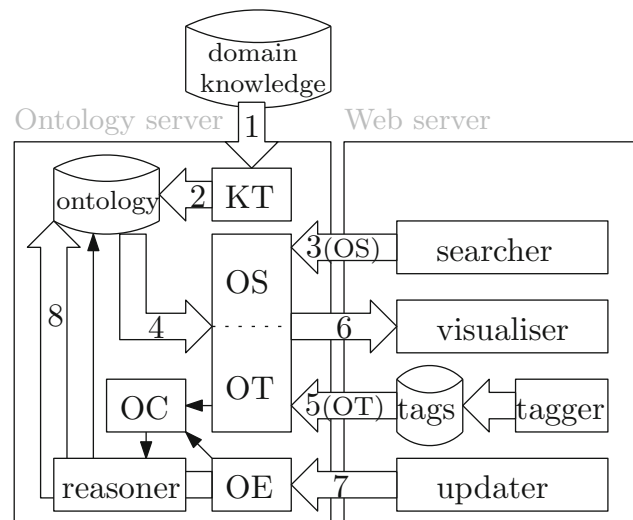 domain
knowledge
Ontology server
Web server
1
ontology
2
KT
3(OS)
searcher
OS
8
4
6
visualiser
OT
OC
5(OT)
tags
tagger
reasoner
OE
7
updater